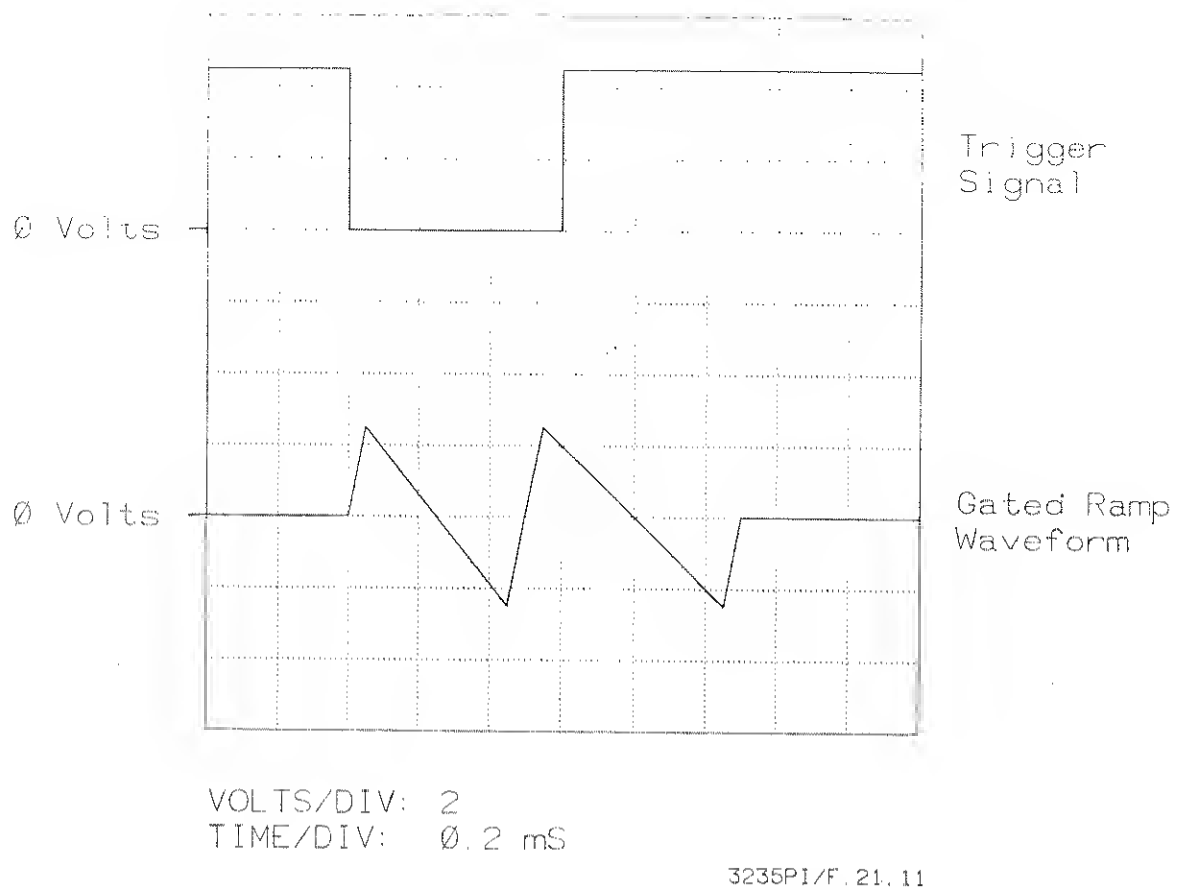 Trigger
Signal
Ø Volts
Ø Volts
Gated Ramp
Waveform
VOLTS/DIV: 2
TIME/DIV: Ø.2 mS
3235PI/F.21.11